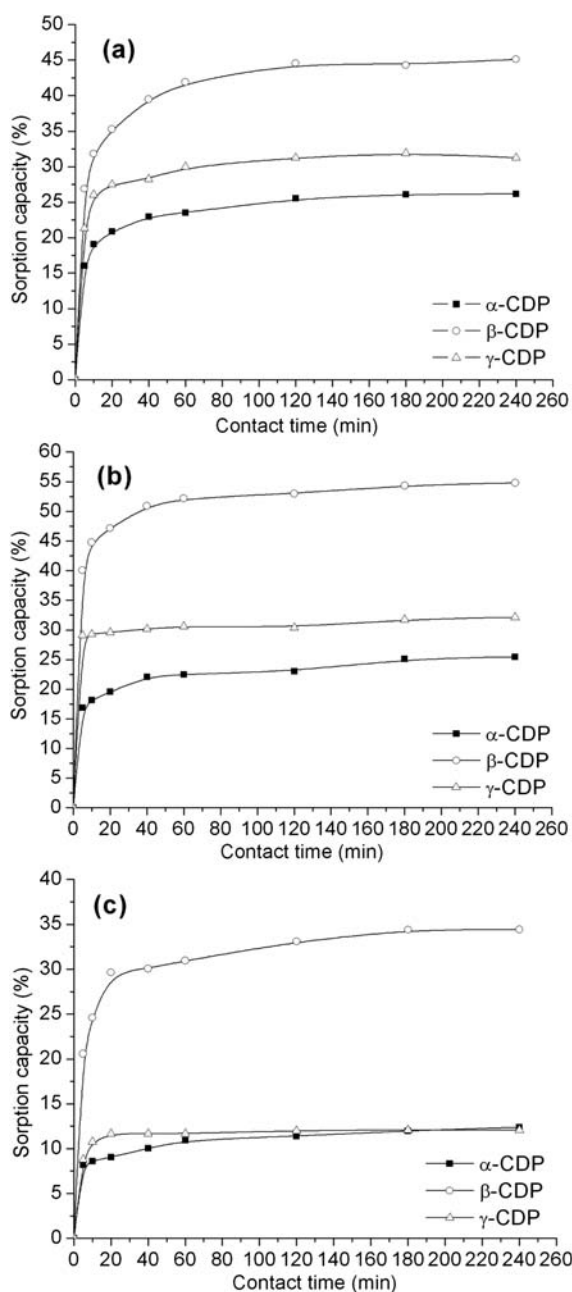 (a)
50
45
40
35
30
25
20
15
10
5
0
Sorption capacity (%)
α-CDP
β-CDP
γ-CDP
0 20 40 60 80 100 120 140 160 180 200 220 240 260
Contact time (min)
(b)
60
55
50
45
40
35
30
25
20
15
10
5
0
Sorption capacity (%)
α-CDP
β-CDP
γ-CDP
0 20 40 60 80 100 120 140 160 180 200 220 240 260
Contact time (min)
(c)
40
35
30
25
20
15
10
5
0
Sorption capacity (%)
α-CDP
β-CDP
γ-CDP
0 20 40 60 80 100 120 140 160 180 200 220 240 260
Contact time (min)